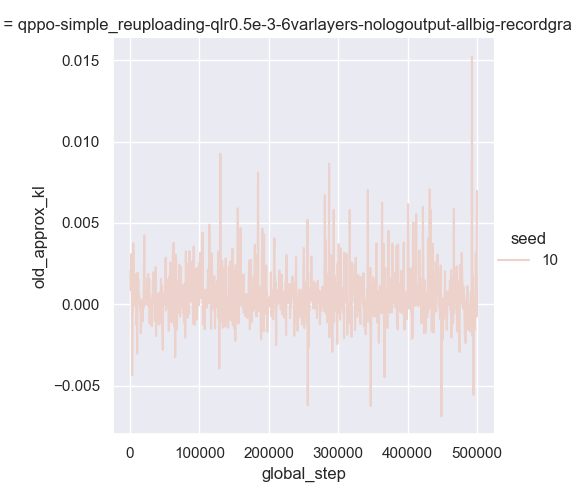 = qppo-simple_reuploading-qlr0.5e-3-6varlayers-nologoutput-allbig-recordgra
0.015
0.010
0.005
0.000
−0.005
old_approx_kl
0 100000 200000 300000 400000 500000
global_step
seed
10